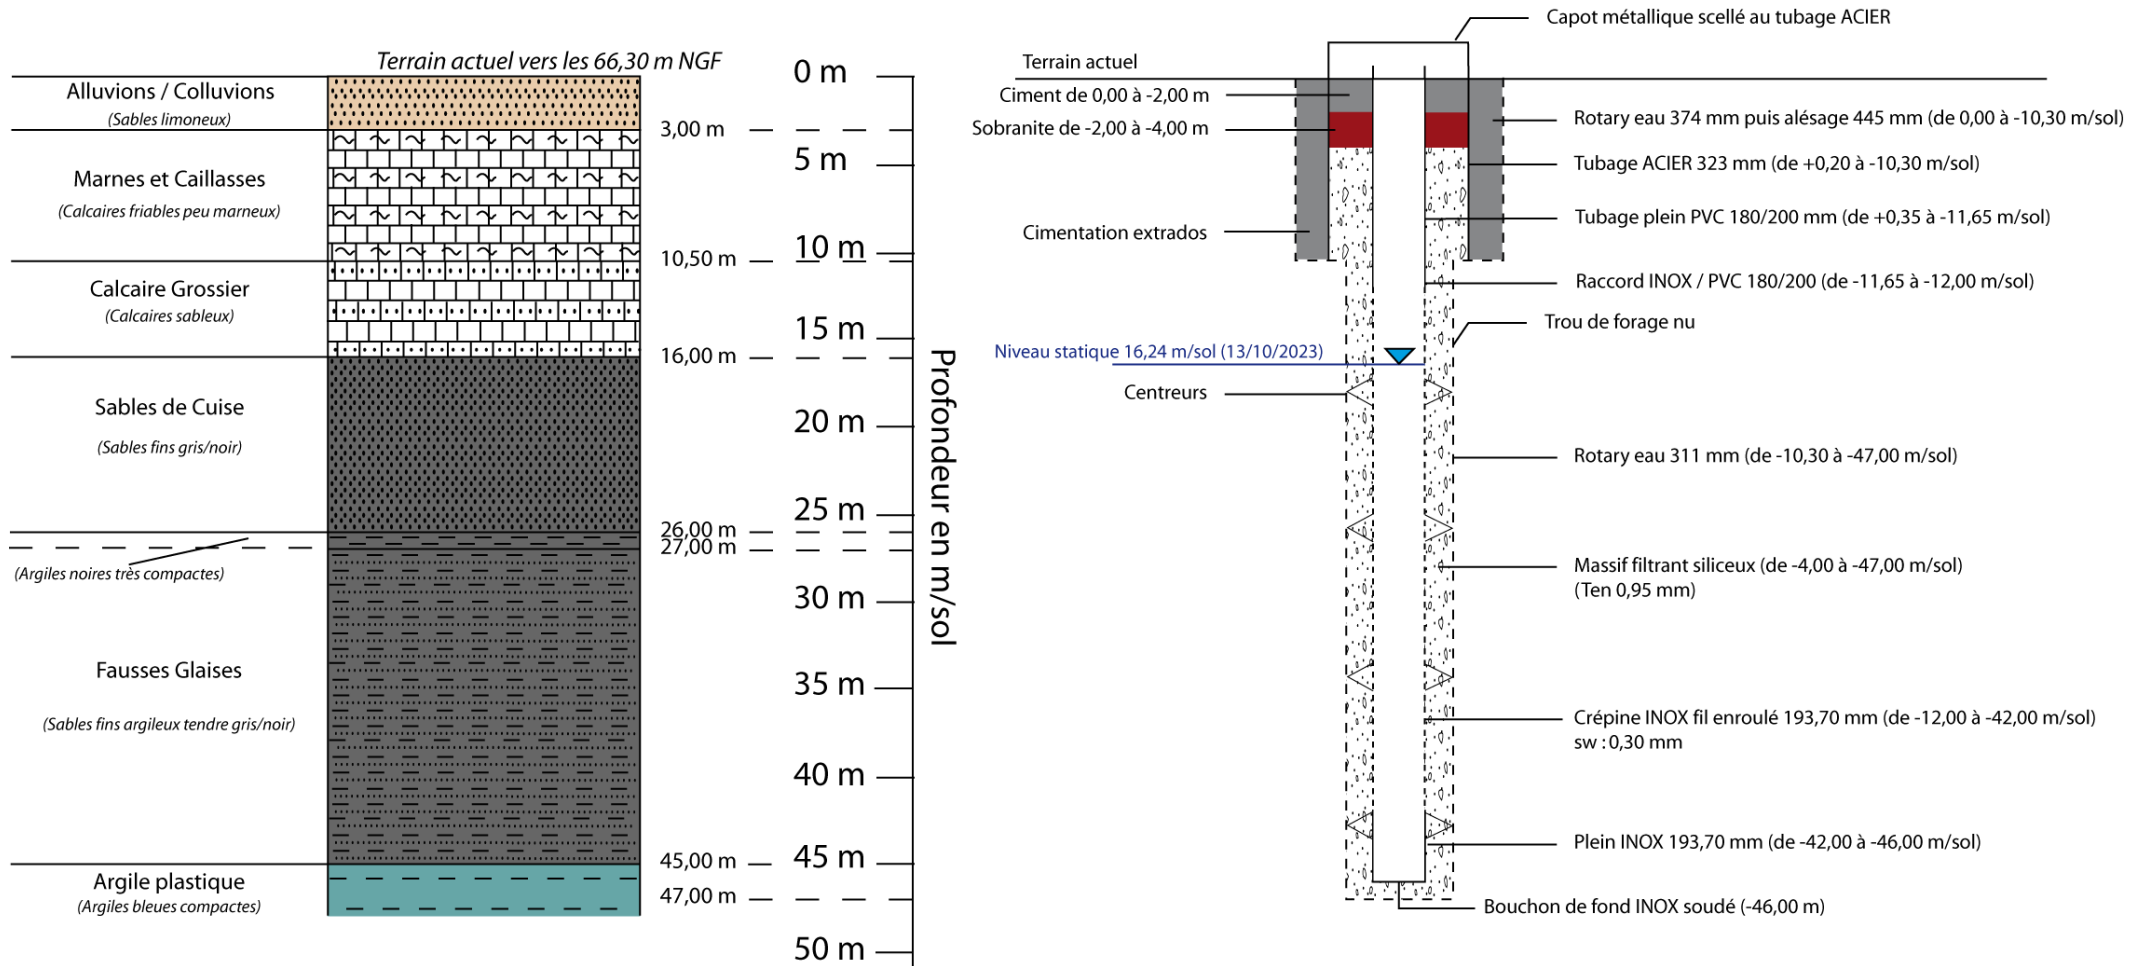 Terrain actuel vers les 66,30 m NGF
Alluvions / Colluvions
(Sables limoneux)
3,00 m
Marnes et Caillasses
(Calcaires friables peu marneux)
10,50 m
Calcaire Grossier
(Calcaires sableux)
16,00 m
Sables de Cuise
(Sables fins gris/noir)
26,00 m
27,00 m
(Argiles noires très compactes)
Fausses Glaises
(Sables fins argileux tendre gris/noir)
45,00 m
Argile plastique
(Argiles bleues compactes)
47,00 m
0 m
5 m
10 m
15 m
20 m
25 m
30 m
35 m
40 m
45 m
50 m
Profondeur en m/sol
Capot métallique scellé au tubage ACIER
Terrain actuel
Ciment de 0,00 à -2,00 m
Sobranite de -2,00 à -4,00 m
Cimentation extrados
Niveau statique 16,24 m/sol (13/10/2023)
Centreurs
Rotary eau 374 mm puis alésage 445 mm (de 0,00 à -10,30 m/sol)
Tubage ACIER 323 mm (de +0,20 à -10,30 m/sol)
Tubage plein PVC 180/200 mm (de +0,35 à -11,65 m/sol)
Raccord INOX / PVC 180/200 (de -11,65 à -12,00 m/sol)
Trou de forage nu
Rotary eau 311 mm (de -10,30 à -47,00 m/sol)
Massif filtrant siliceux (de -4,00 à -47,00 m/sol)
(Ten 0,95 mm)
Crépine INOX fil enroulé 193,70 mm (de -12,00 à -42,00 m/sol)
sw : 0,30 mm
Plein INOX 193,70 mm (de -42,00 à -46,00 m/sol)
Bouchon de fond INOX soudé (-46,00 m)